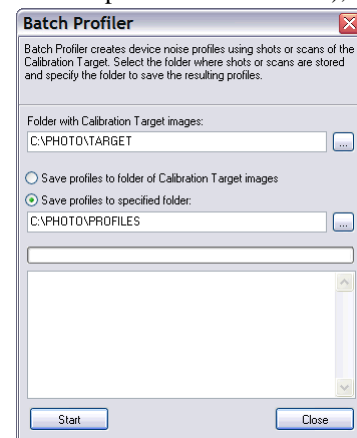 Batch Profiler
Batch Profiler creates device noise profiles using shots or scans of the
Calibration Target. Select the folder where shots or scans are stored
and specify the folder to save the resulting profiles.
Folder with Calibration Target images:
C:\PHOTO\TARGET
...
Save profiles to folder of Calibration Target images
Save profiles to specified folder:
C:\PHOTO\PROFILES
...
Start Close